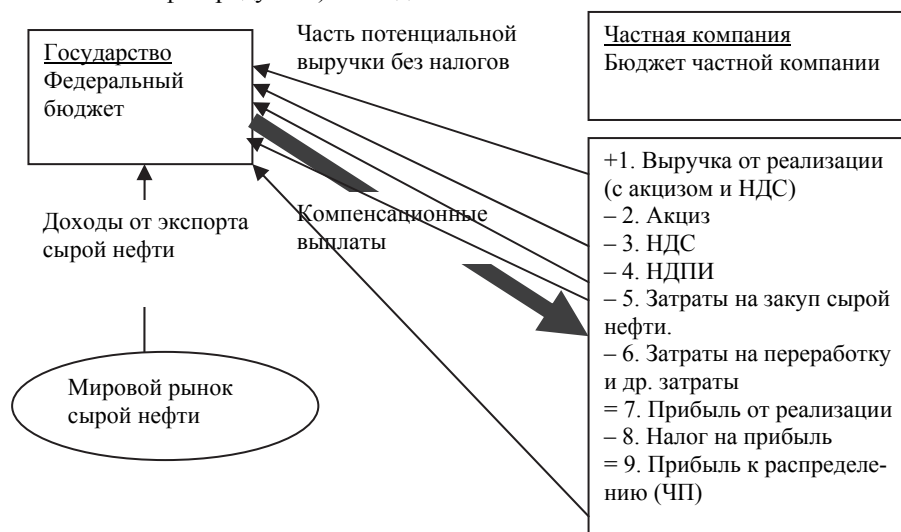 Государство
Федеральный
бюджет
Часть потенциальной
выручки без налогов
Частная компания
Бюджет частной компании
Доходы от экспорта
сырой нефти
Компенсационные
выплаты
Мировой рынок
сырой нефти
+1. Выручка от реализации
(с акцизом и НДС)
– 2. Акциз
– 3. НДС
– 4. НДПИ
– 5. Затраты на закуп сырой
нефти.
– 6. Затраты на переработку
и др. затраты
= 7. Прибыль от реализации
– 8. Налог на прибыль
= 9. Прибыль к распределе-
нию (ЧП)